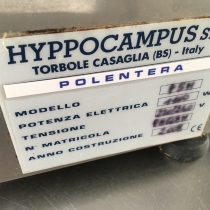 HYPPOCAMPUS S
TORBOLE CASAGLIA (BS) - Italy
POLENTERA
MODELLO
POTENZA ELETTRICA W
TENSIONE
N° MATRICOLA
ANNO COSTRUZIONE